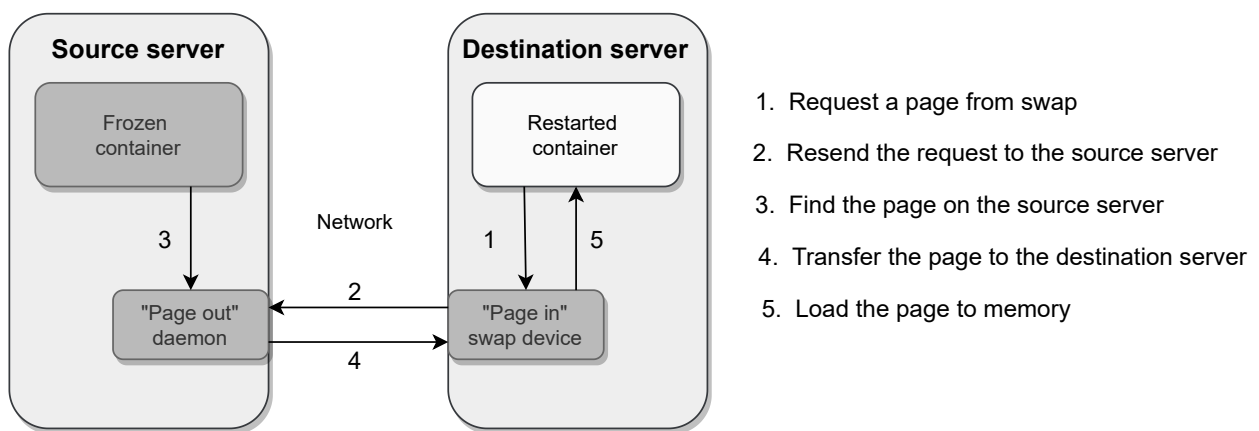 Source server
Frozen
container
3
"Page out"
daemon
Network
2
4
Destination server
Restarted
container
1
5
"Page in"
swap device
1. Request a page from swap
2. Resend the request to the source server
3. Find the page on the source server
4. Transfer the page to the destination server
5. Load the page to memory